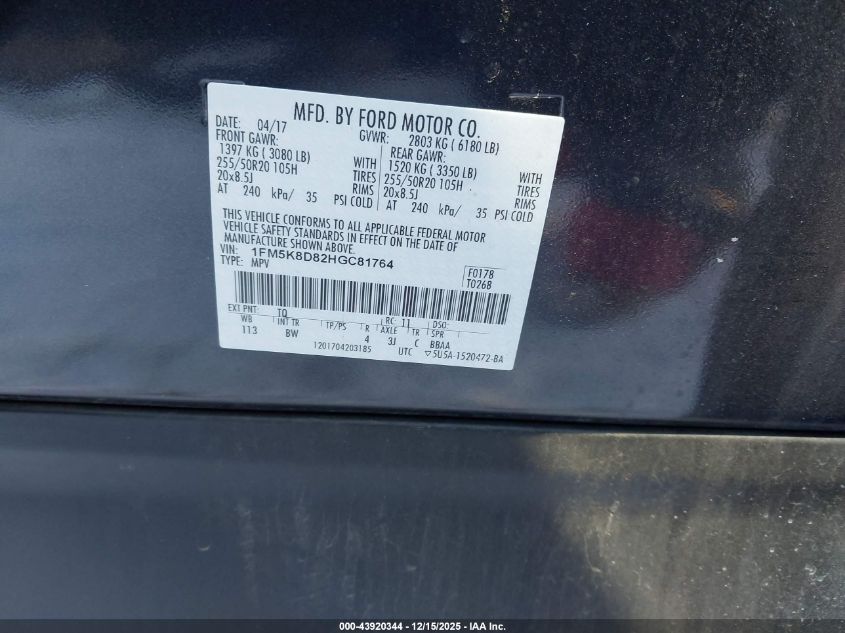 MFD. BY FORD MOTOR CO.
DATE: 04/17 GVWR: 2803 KG ( 6180 LB)
FRONT GAWR: REAR GAWR:
1397 KG ( 3080 LB) WITH 1520 KG ( 3350 LB) WITH
255/50R20 105H TIRES 255/50R20 105H TIRES
20x8.5J RIMS 20x8.5J RIMS
AT 240 kPa/ 35 PSI COLD AT 240 kPa/ 35 PSI COLD
THIS VEHICLE CONFORMS TO ALL APPLICABLE FEDERAL MOTOR
VEHICLE SAFETY STANDARDS IN EFFECT ON THE DATE OF
MANUFACTURE SHOWN ABOVE.
VIN: 1FM5K8D82HGC81764
TYPE: MPV
F0178
T0268
EXT PNT: TQ RC: 11 DSO:
WB INT TR TP/PS R AXLE TR SPR
113 BW 4 3J C BBAA
1201704203185 UTC ▽5USA-1520472-BA
000-43920344 - 12/15/2025 - IAA Inc.